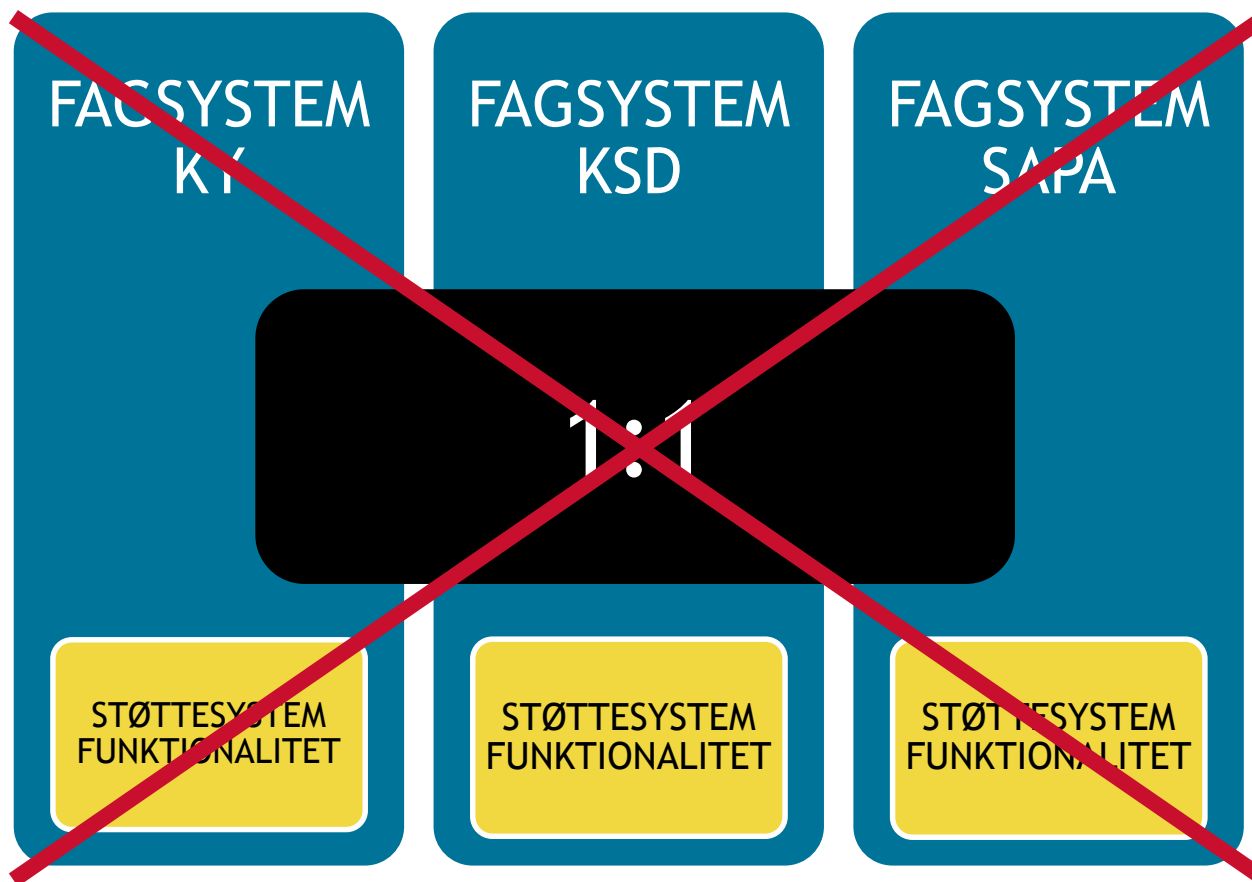 FAGSYSTEM
KY
FAGSYSTEM
KSD
FAGSYSTEM
SAPA
1:1
STØTTESYSTEM
FUNKTIONALITET
STØTTESYSTEM
FUNKTIONALITET
STØTTESYSTEM
FUNKTIONALITET